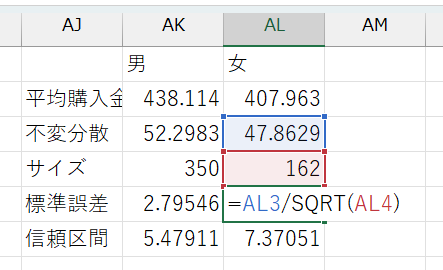 AJ AK AL AM
男 女
平均購入金 438.114 407.963
不変分散 52.2983 47.8629
サイズ 350 162
標準誤差 2.79546 =AL3/SQRT(AL4)
信頼区間 5.47911 7.37051